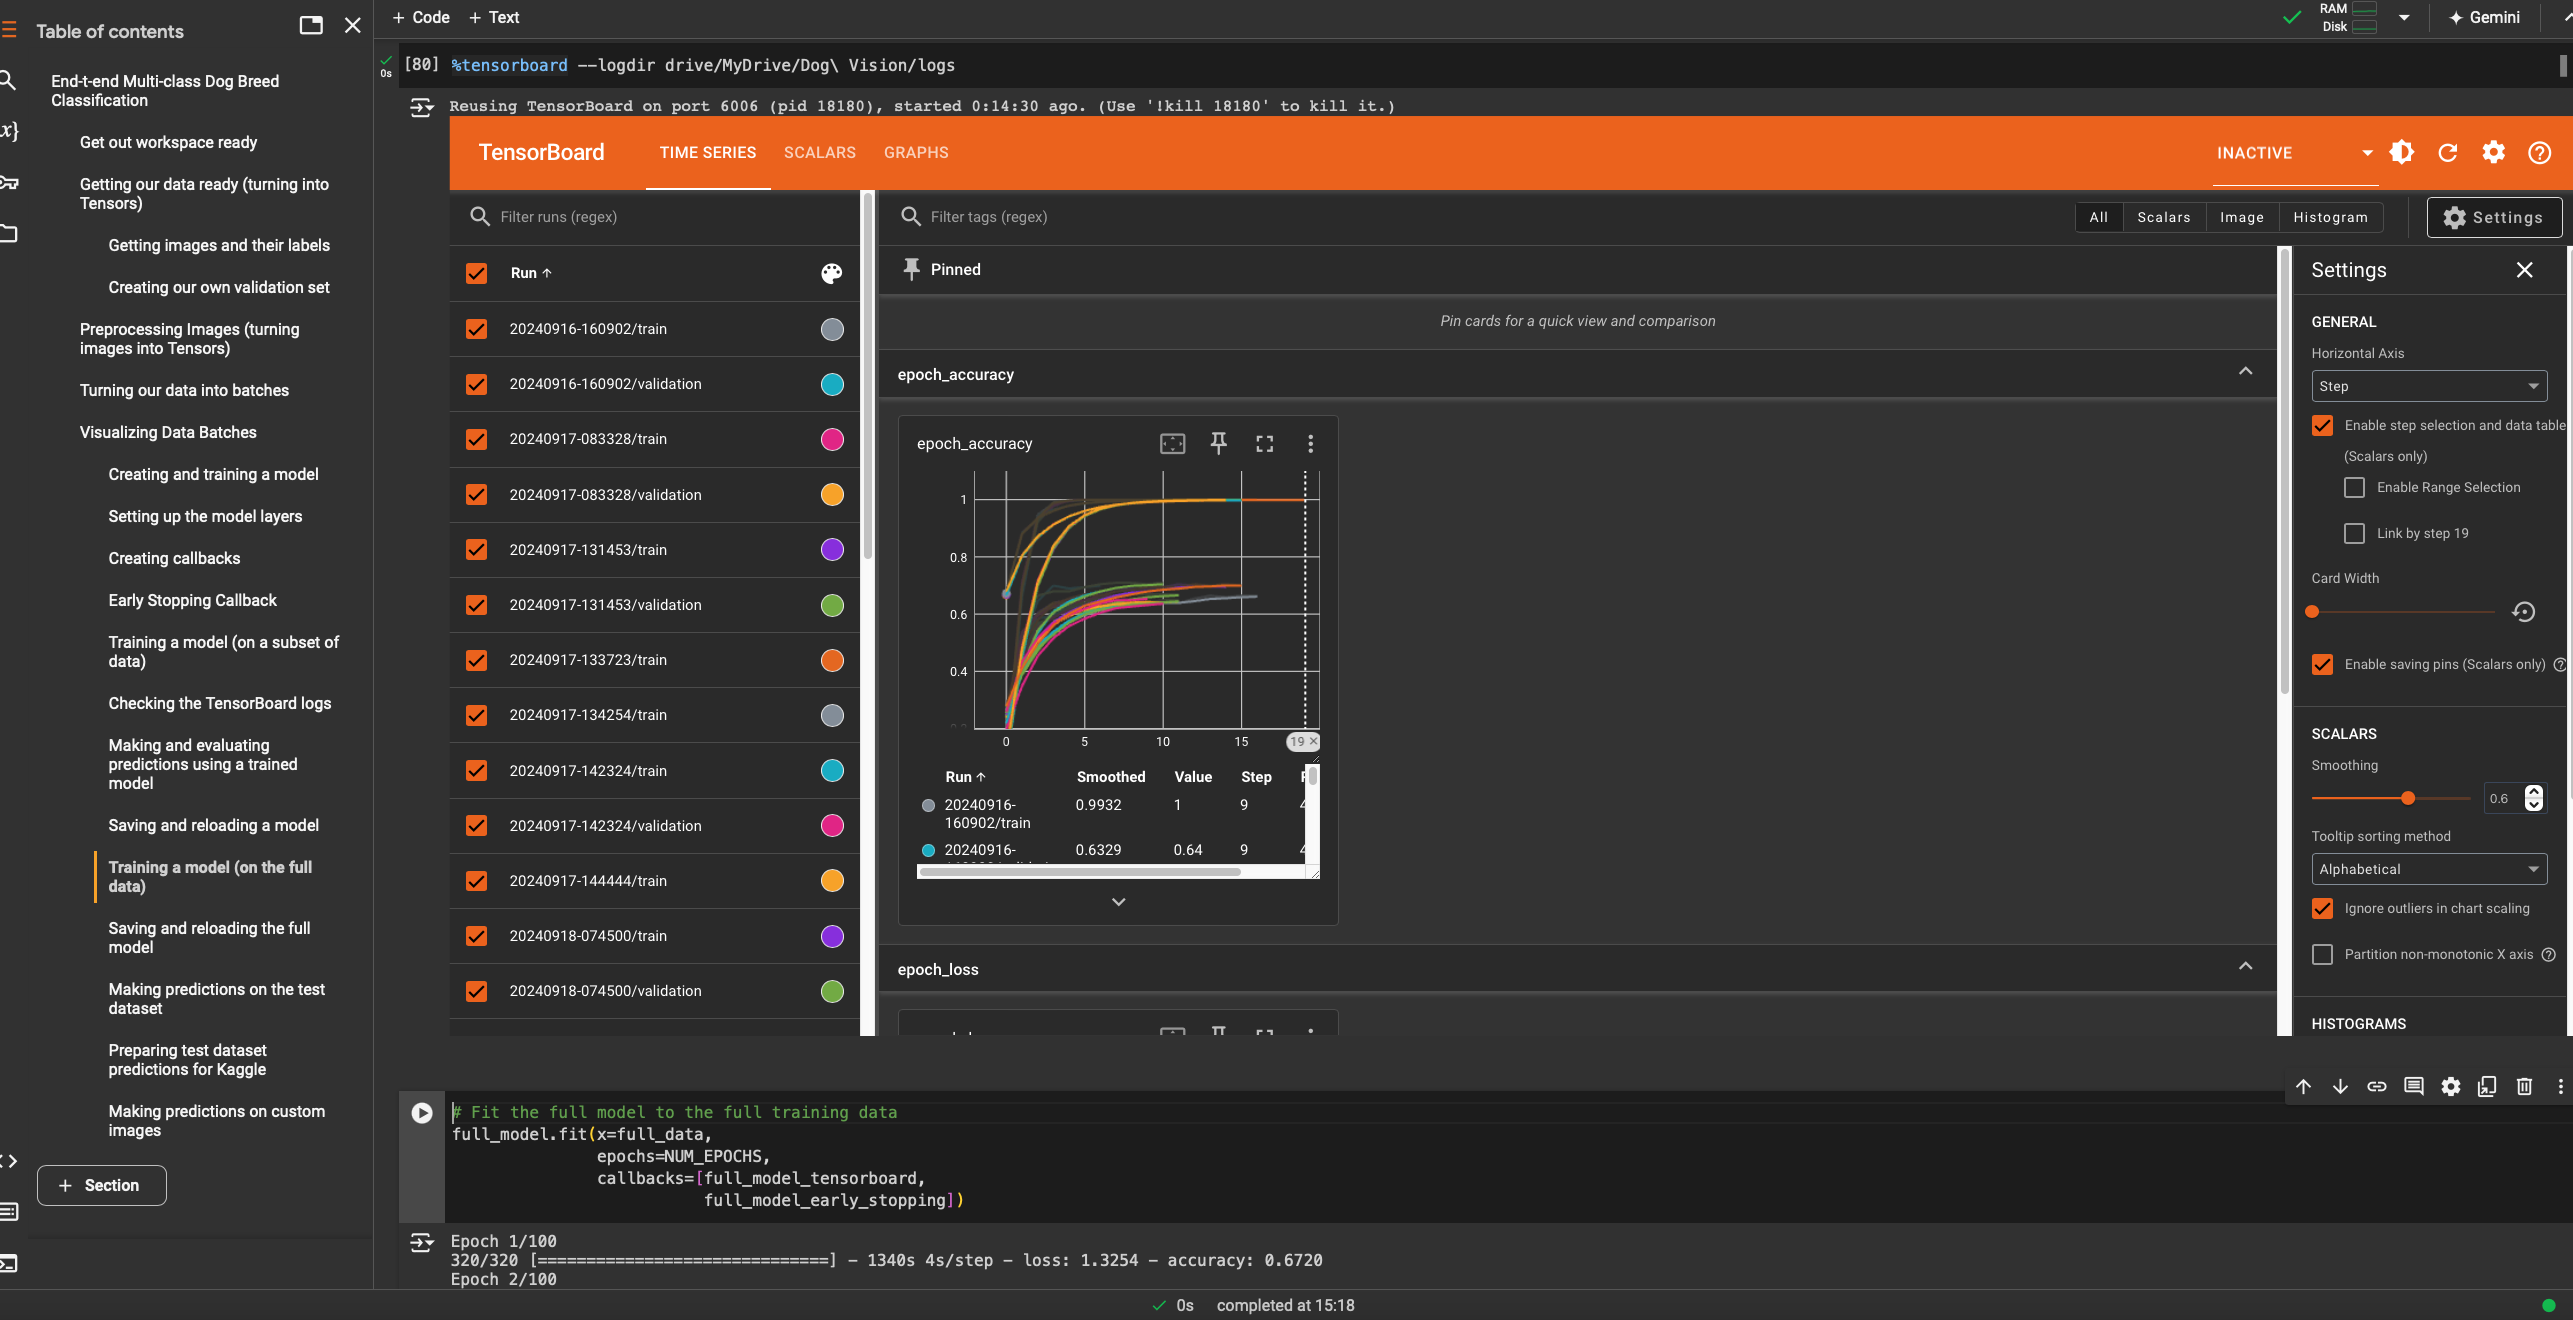 Table of contents
End-t-end Multi-class Dog Breed
Classification
Get out workspace ready
Getting our data ready (turning into
Tensors)
Getting images and their labels
Creating our own validation set
Preprocessing Images (turning
images into Tensors)
Turning our data into batches
Visualizing Data Batches
Creating and training a model
Setting up the model layers
Creating callbacks
Early Stopping Callback
Training a model (on a subset of
data)
Checking the TensorBoard logs
Making and evaluating
predictions using a trained
model
Saving and reloading a model
Training a model (on the full
data)
Saving and reloading the full
model
Making predictions on the test
dataset
Preparing test dataset
predictions for Kaggle
Making predictions on custom
images
+ Section
+ Code + Text
RAM
Disk
Gemini
0s
[80] %tensorboard --logdir drive/MyDrive/Dog\ Vision/logs
Reusing TensorBoard on port 6006 (pid 18180), started 0:14:30 ago. (Use '!kill 18180' to kill it.)
TensorBoard TIME SERIES SCALARS GRAPHS INACTIVE
Filter runs (regex)
Run ↑
20240916-160902/train
20240916-160902/validation
20240917-083328/train
20240917-083328/validation
20240917-131453/train
20240917-131453/validation
20240917-133723/train
20240917-134254/train
20240917-142324/train
20240917-142324/validation
20240917-144444/train
20240918-074500/train
20240918-074500/validation
Filter tags (regex)
All Scalars Image Histogram
Settings
Pinned
Pin cards for a quick view and comparison
epoch_accuracy
epoch_accuracy
1
0.8
0.6
0.4
0 5 10 15 19 ×
Run ↑ Smoothed Value Step
20240916-
160902/train 0.9932 1 9
20240916- 0.6329 0.64 9
epoch_loss
Settings
GENERAL
Horizontal Axis
Step
Enable step selection and data table
(Scalars only)
Enable Range Selection
Link by step 19
Card Width
Enable saving pins (Scalars only)
SCALARS
Smoothing
0.6
Tooltip sorting method
Alphabetical
Ignore outliers in chart scaling
Partition non-monotonic X axis
HISTOGRAMS
# Fit the full model to the full training data
full_model.fit(x=full_data,
epochs=NUM_EPOCHS,
callbacks=[full_model_tensorboard,
full_model_early_stopping])
Epoch 1/100
320/320 [==============================] - 1340s 4s/step - loss: 1.3254 - accuracy: 0.6720
Epoch 2/100
0s completed at 15:18